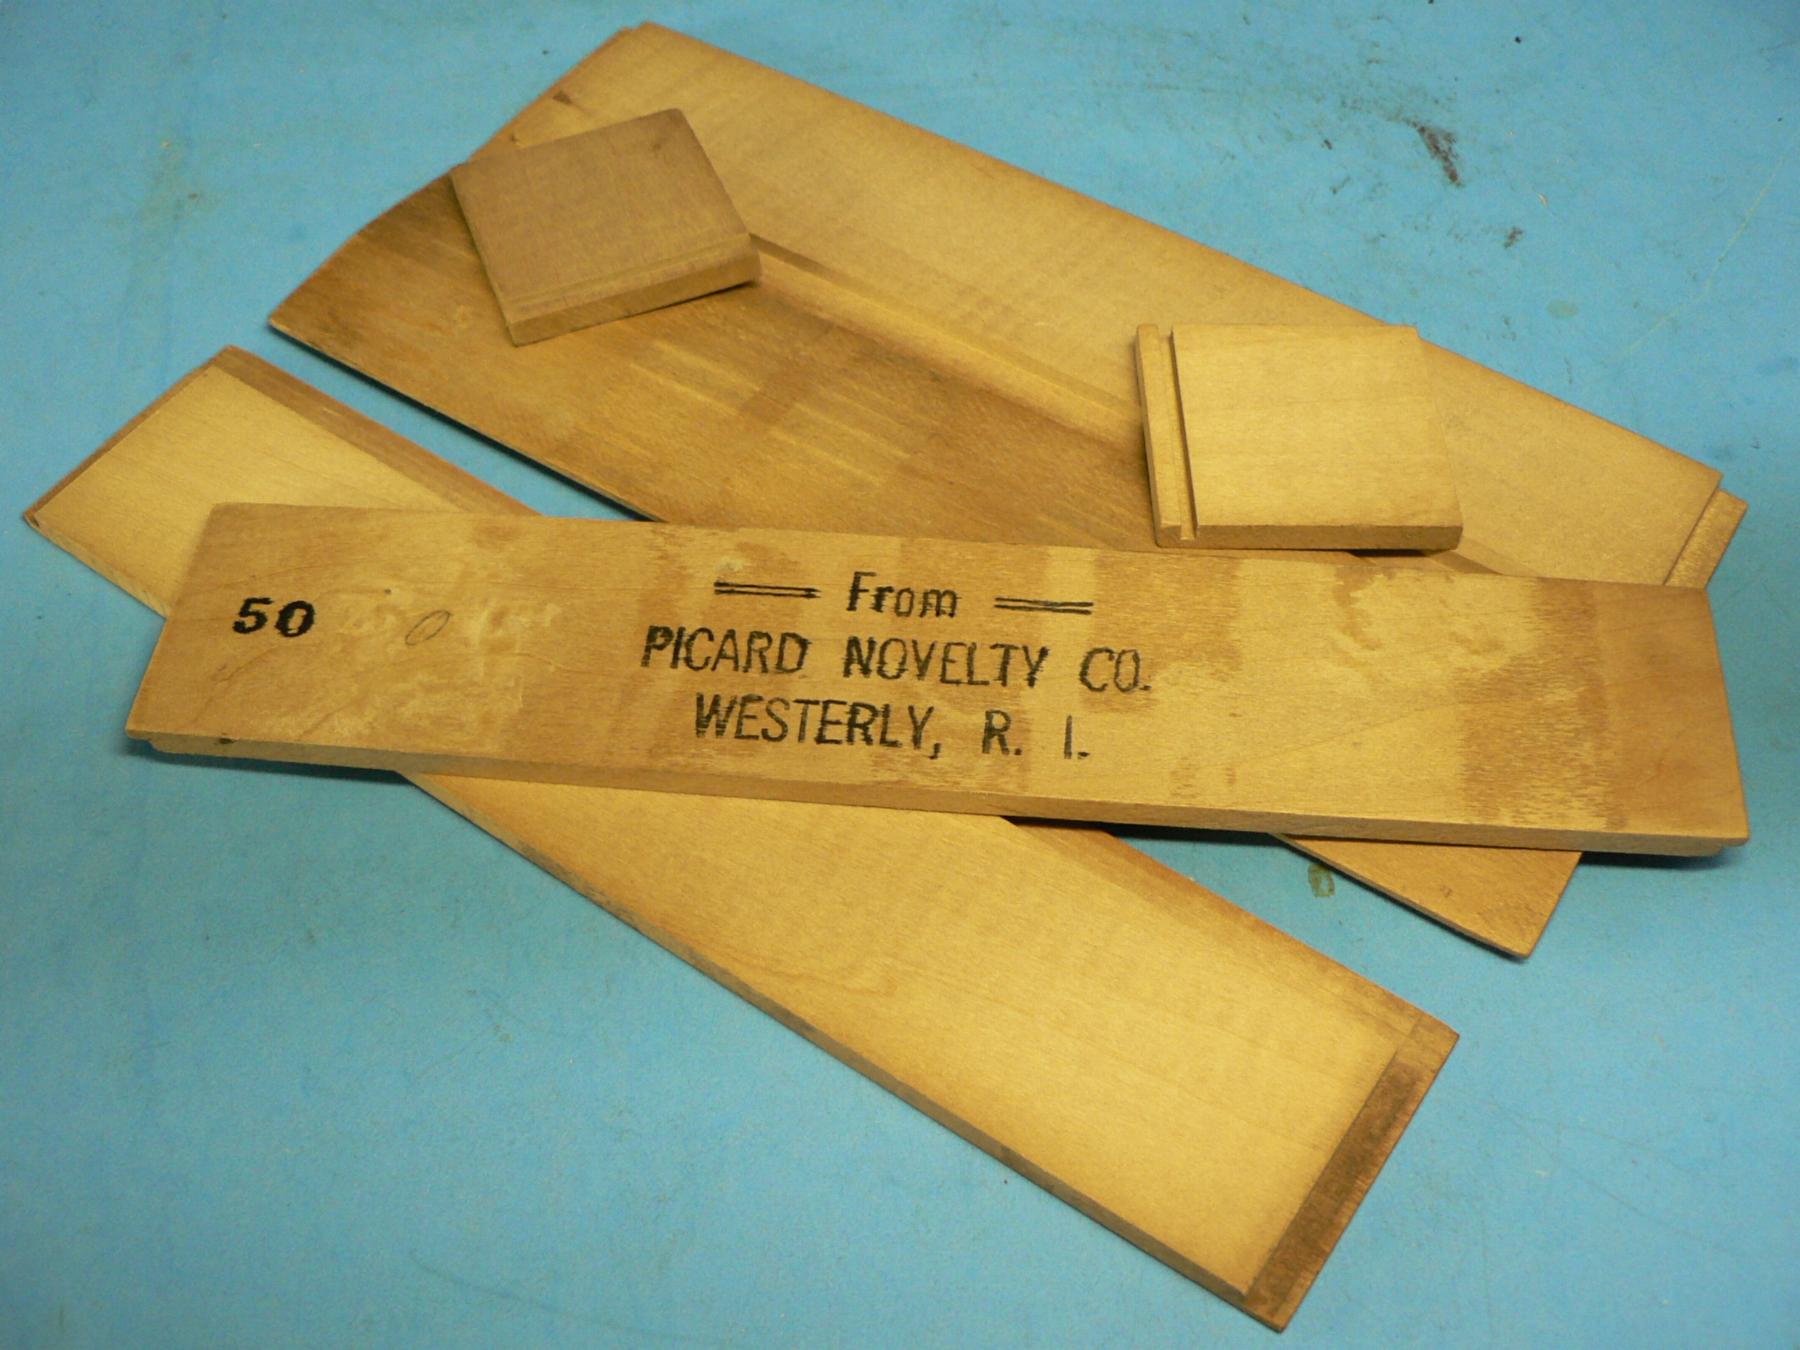 From
50
PICARD NOVELTY CO.
WESTERLY, R. I.